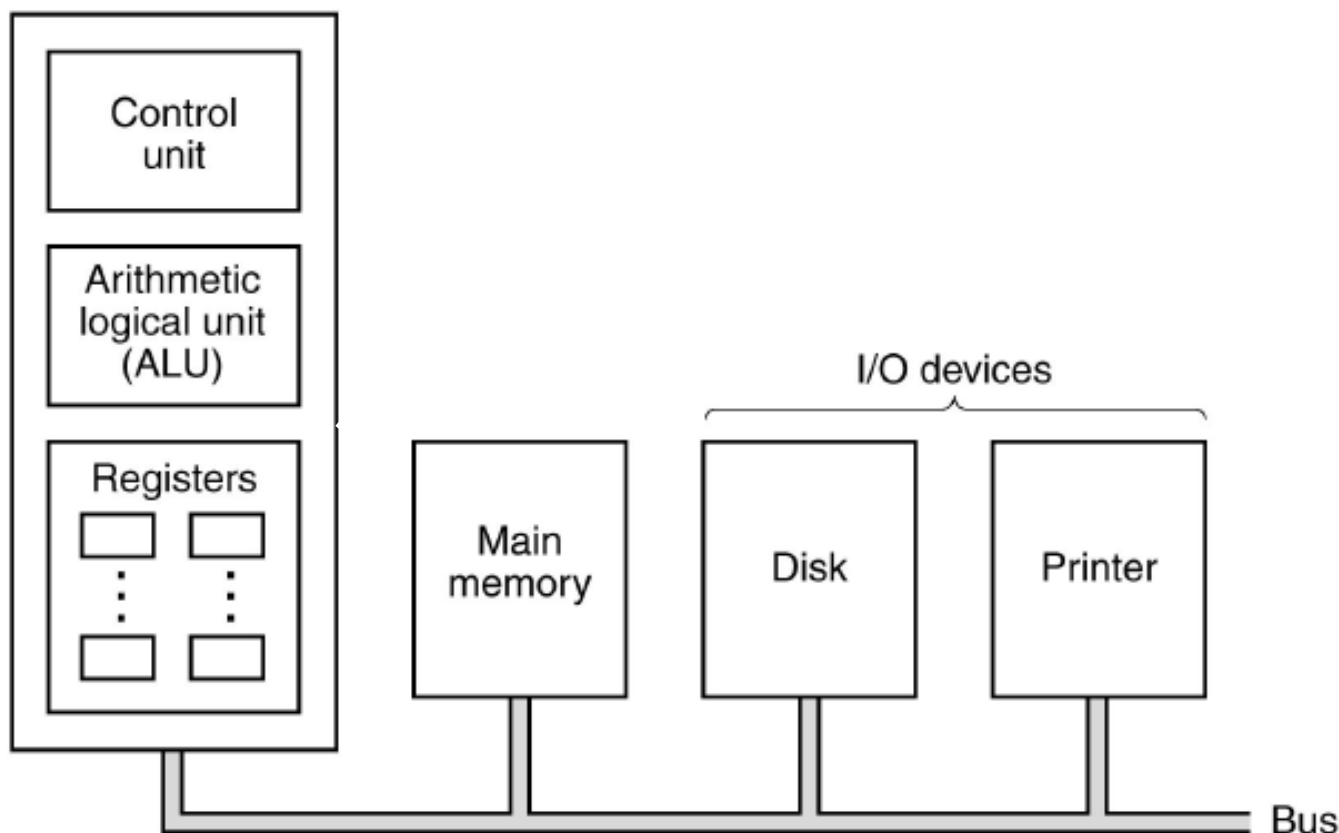 Control
unit
Arithmetic
logical unit
(ALU)
Registers
I/O devices
Main
memory
Disk
Printer
Bus